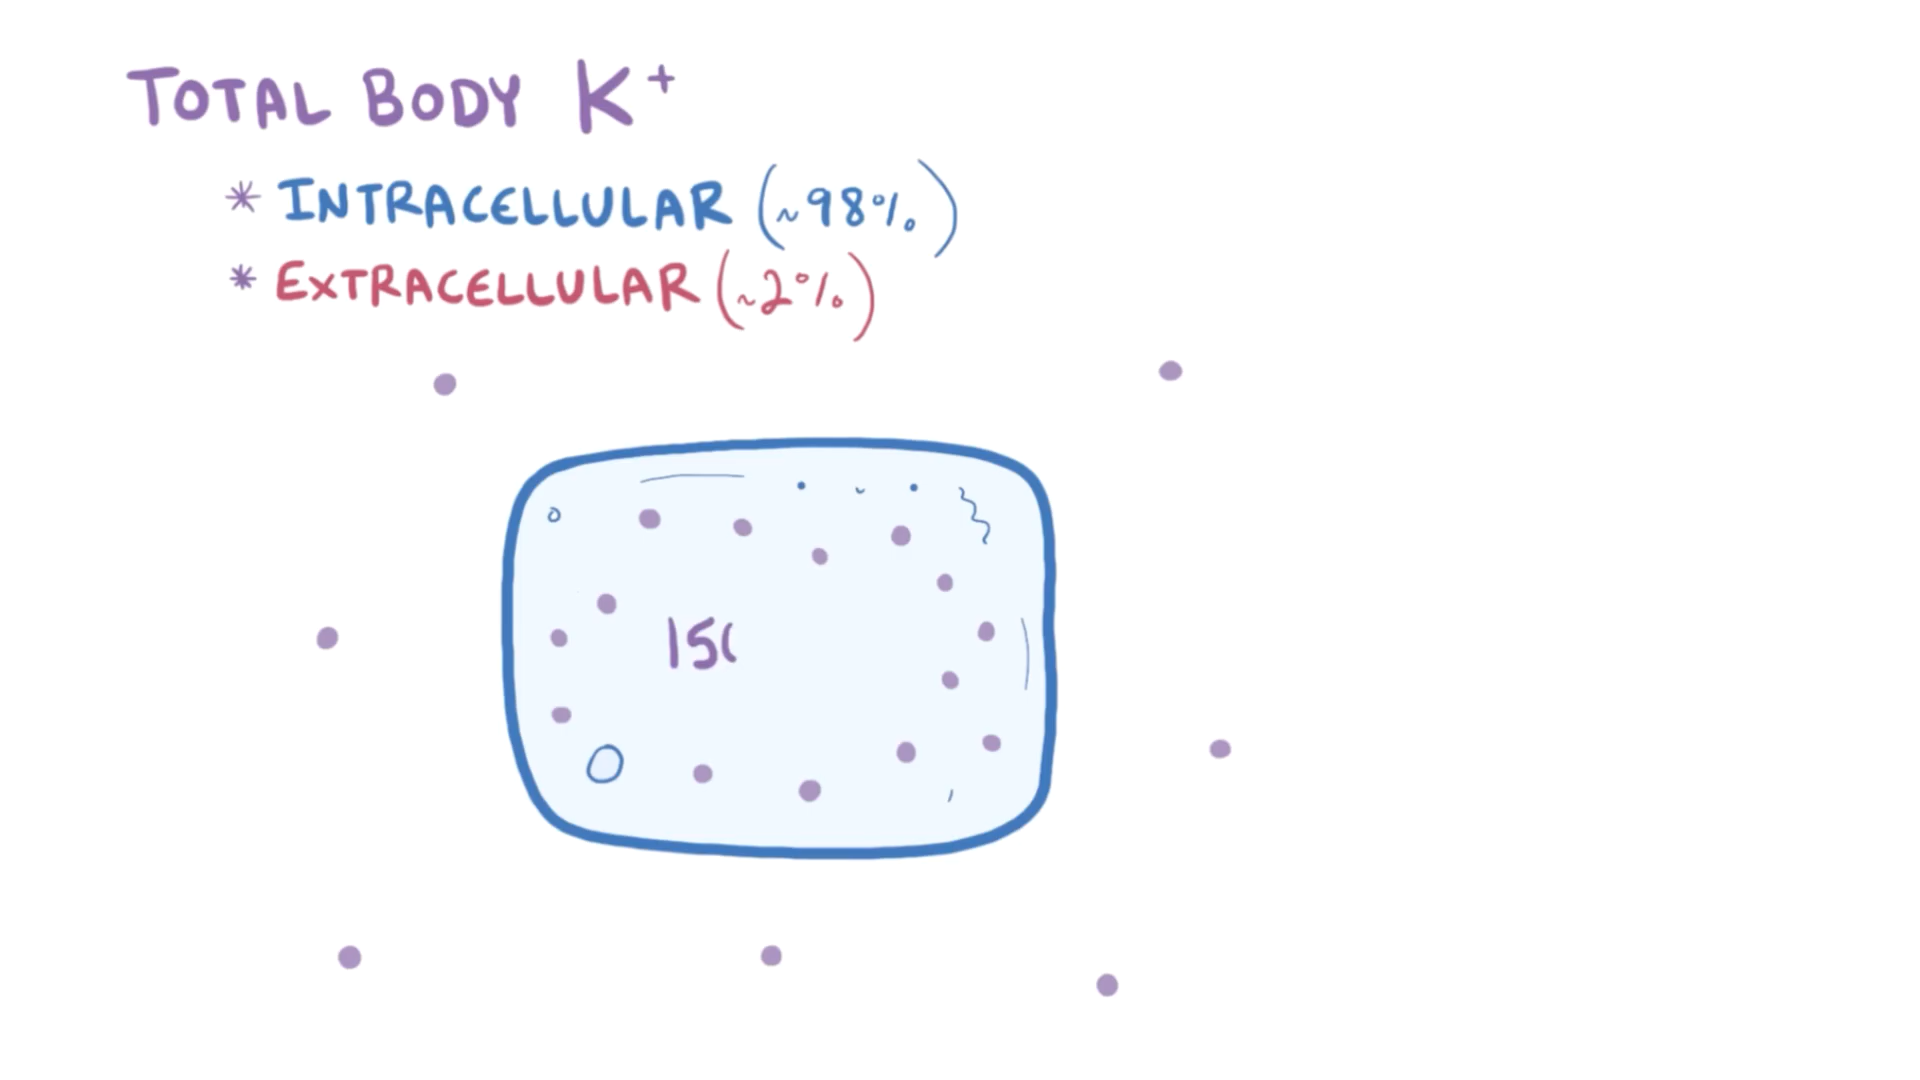 TOTAL BODY K⁺
* INTRACELLULAR (~98%)
* EXTRACELLULAR (~2%)
15